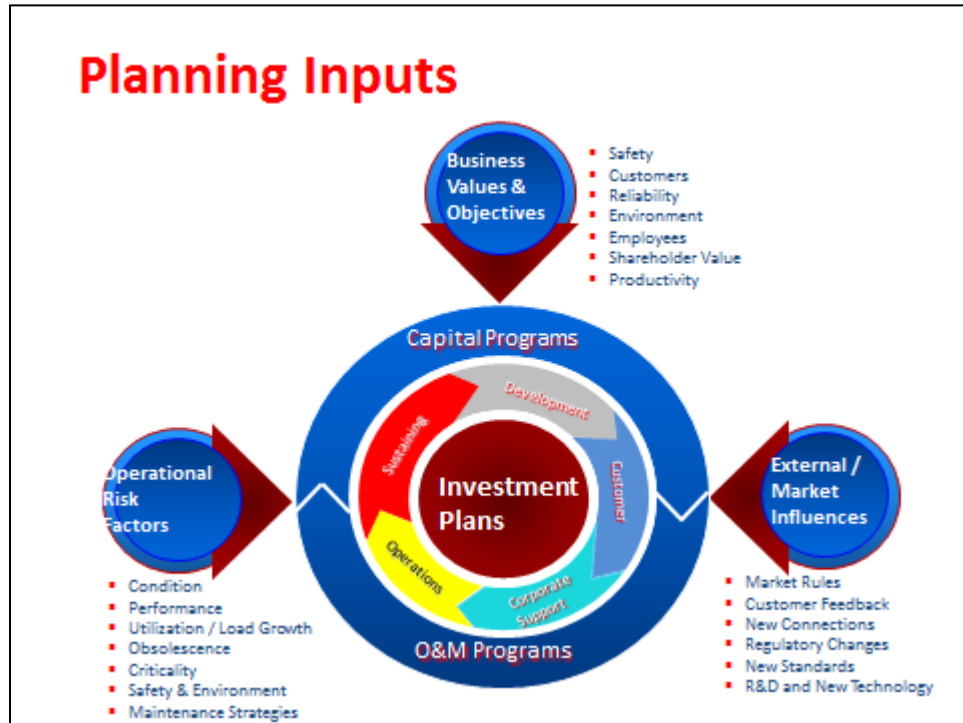 Planning Inputs
Business
Values &
Objectives
Safety
Customers
Reliability
Environment
Employees
Shareholder Value
Productivity
Capital Programs
Development
Sustaining
Customer
Investment
Plans
Operations
Corporate
Support
O&M Programs
Operational
Risk
Factors
Condition
Performance
Utilization / Load Growth
Obsolescence
Criticality
Safety & Environment
Maintenance Strategies
External /
Market
Influences
Market Rules
Customer Feedback
New Connections
Regulatory Changes
New Standards
R&D and New Technology